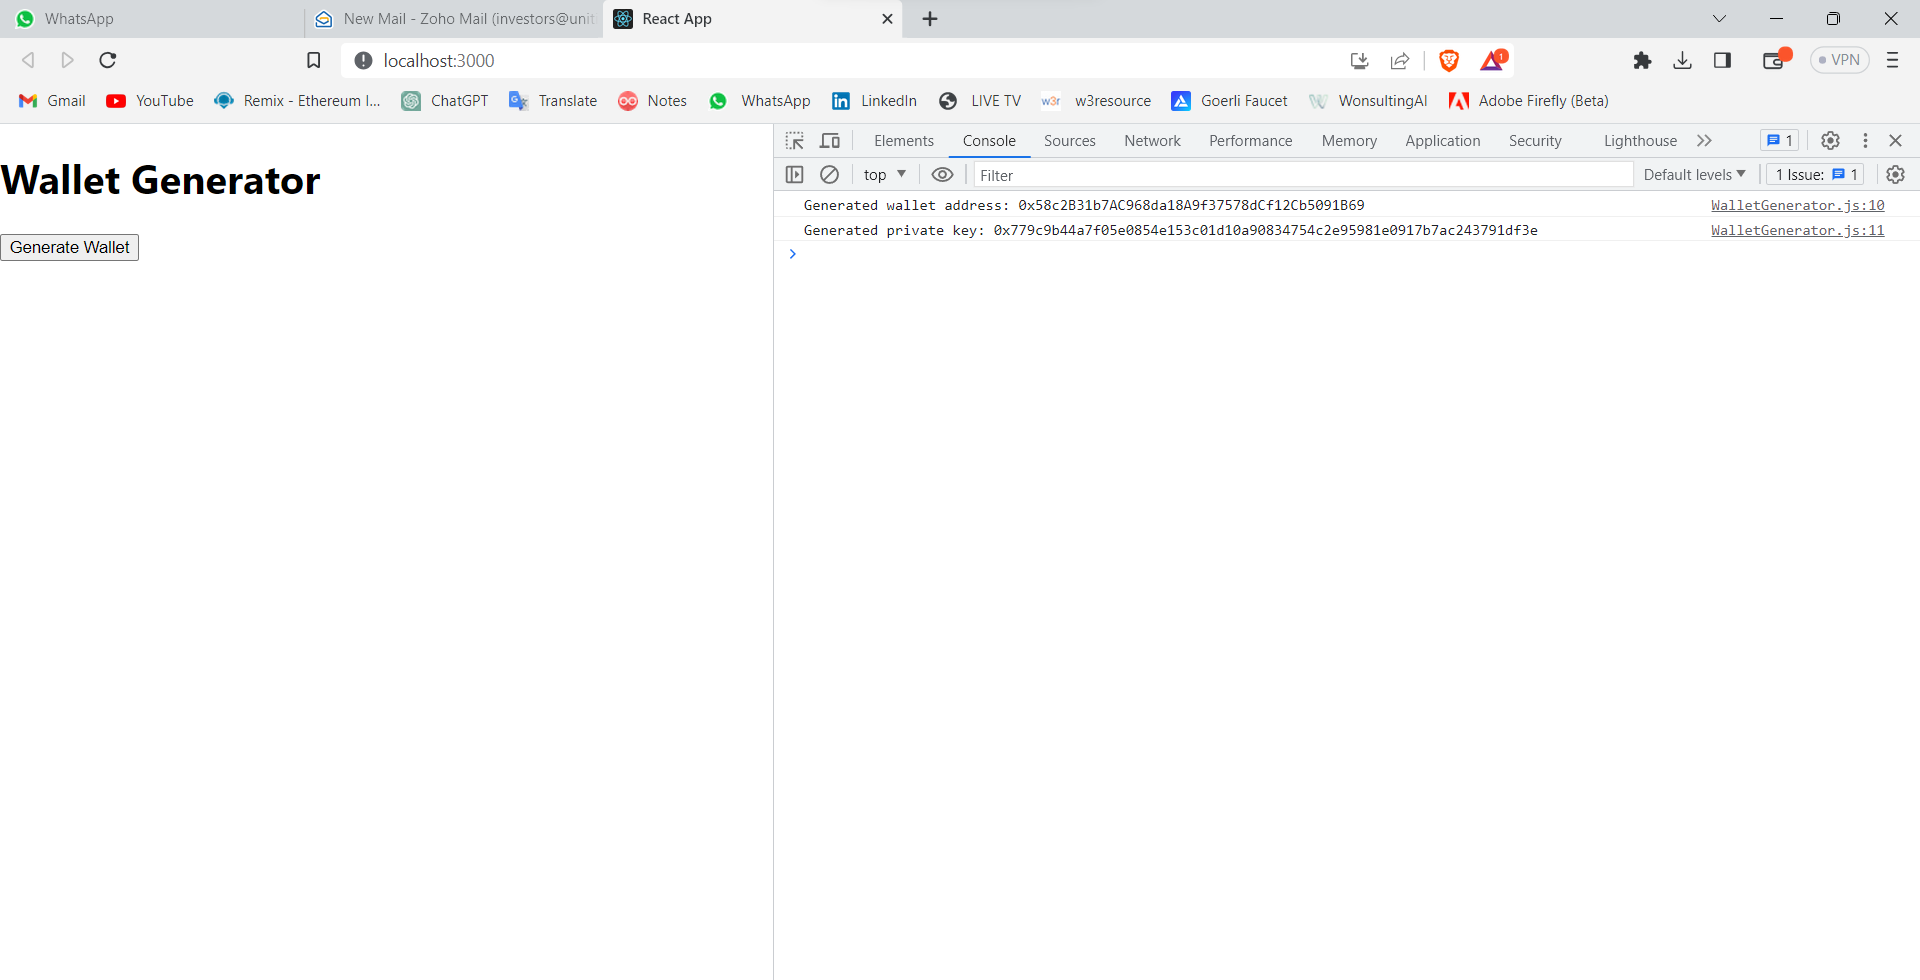 WhatsApp
New Mail - Zoho Mail (investors@unit
React App
localhost:3000
1
VPN
Gmail
YouTube
Remix - Ethereum I...
ChatGPT
Translate
Notes
WhatsApp
LinkedIn
LIVE TV
w3r
w3resource
Goerli Faucet
WonsultingAI
Adobe Firefly (Beta)
Wallet Generator
Generate Wallet
Elements
Console
Sources
Network
Performance
Memory
Application
Security
Lighthouse
1
top
Filter
Default levels
1 Issue: 1
Generated wallet address: 0x58c2B31b7AC968da18A9f37578dCf12Cb5091B69
WalletGenerator.js:10
Generated private key: 0x779c9b44a7f05e0854e153c01d10a90834754c2e95981e0917b7ac243791df3e
WalletGenerator.js:11